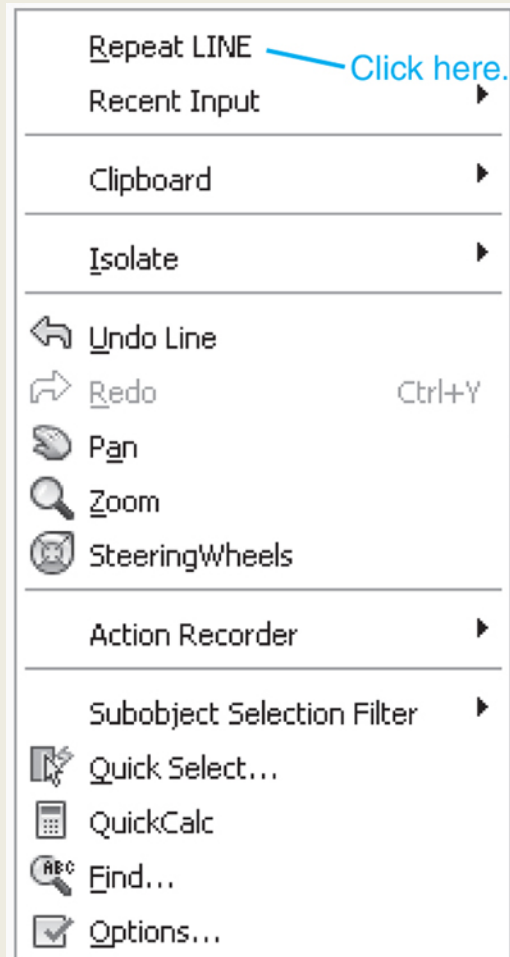 Repeat LINE
Click here.
Recent Input
Clipboard
Isolate
Undo Line
Redo Ctrl+Y
Pan
Zoom
SteeringWheels
Action Recorder
Subobject Selection Filter
Quick Select...
QuickCalc
ABC Find...
Options...